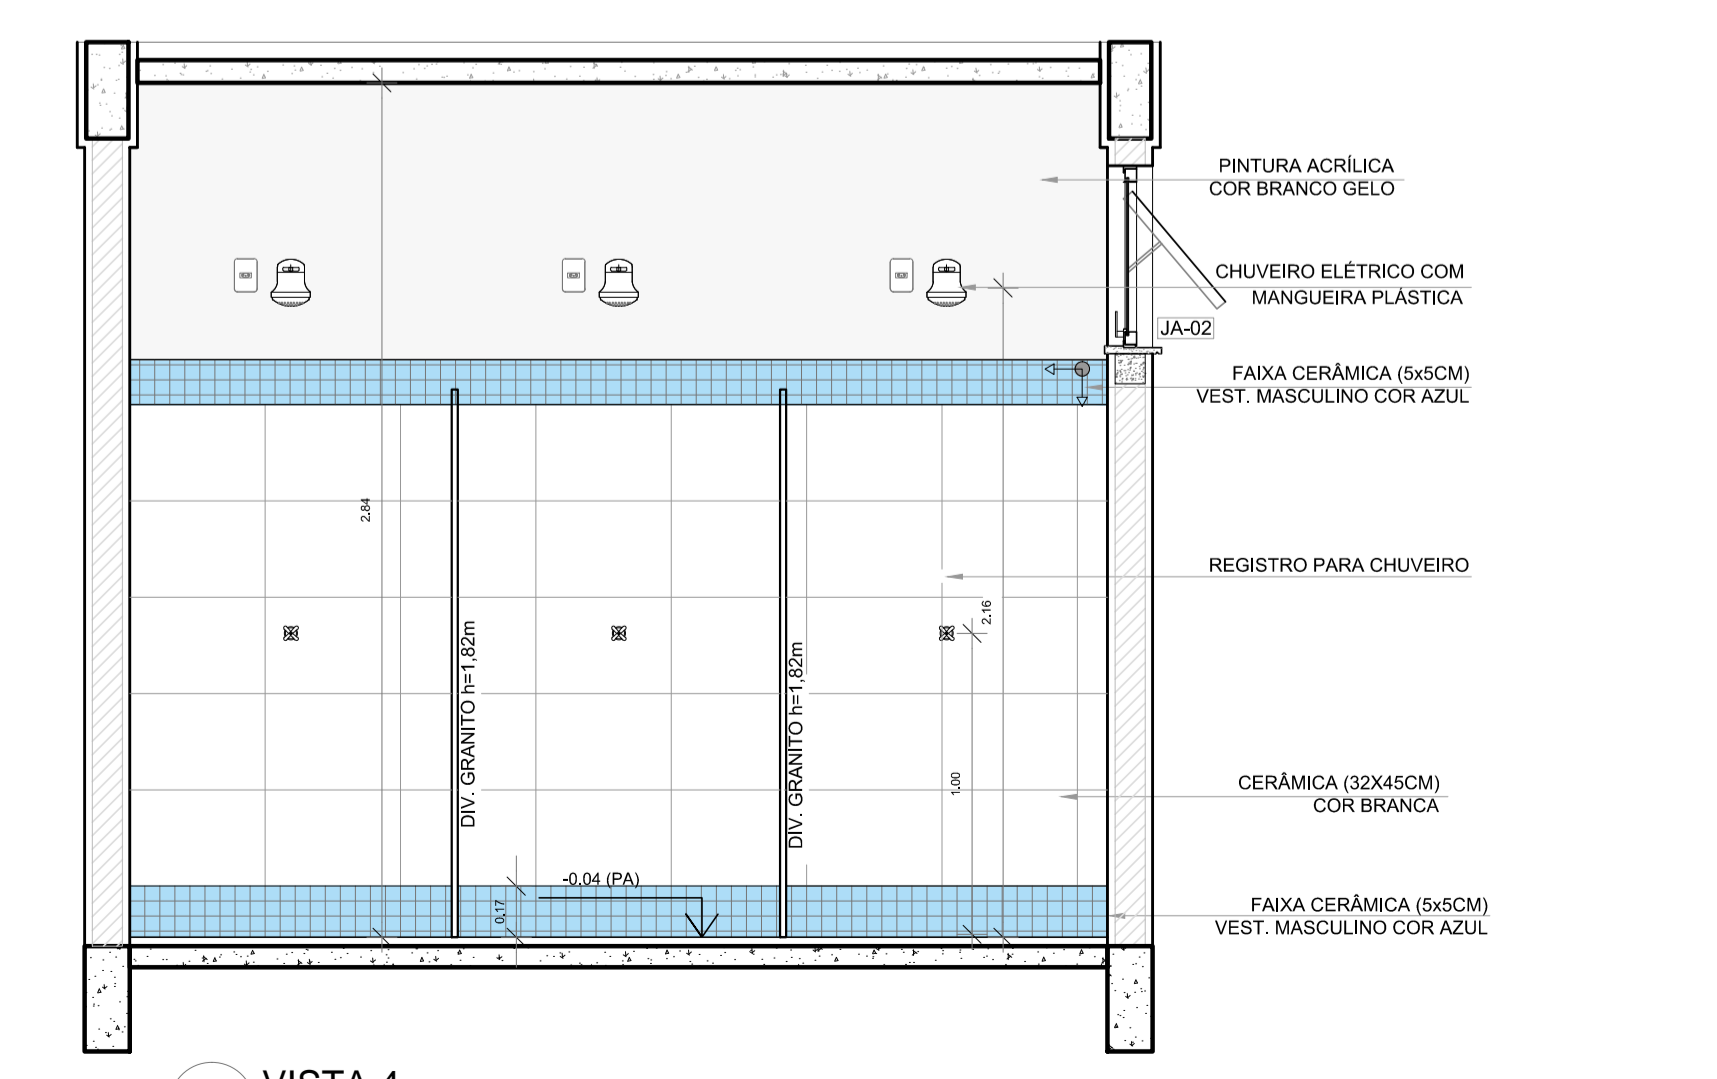 PINTURA ACRÍLICA
COR BRANCO GELO
CHUVEIRO ELÉTRICO COM
MANGUEIRA PLÁSTICA
JA-02
FAIXA CERÂMICA (5x5CM)
VEST. MASCULINO COR AZUL
2.84
REGISTRO PARA CHUVEIRO
2.16
DIV. GRANITO h=1,82m
DIV. GRANITO h=1,82m
1.00
CERÂMICA (32X45CM)
COR BRANCA
-0.04 (PA)
0.17
FAIXA CERÂMICA (5x5CM)
VEST. MASCULINO COR AZUL
VISTA 4